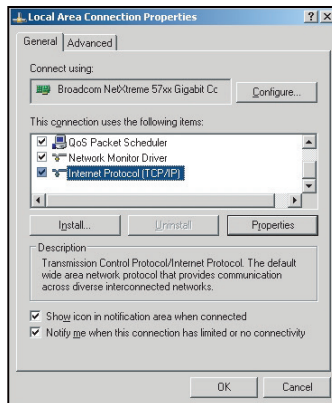 Local Area Connection Properties
General
Advanced
Connect using:
Broadcom NetXtreme 57xx Gigabit Cc
Configure...
This connection uses the following items:
QoS Packet Scheduler
Network Monitor Driver
Internet Protocol (TCP/IP)
Install...
Uninstall
Properties
Description
Transmission Control Protocol/Internet Protocol. The default
wide area network protocol that provides communication
across diverse interconnected networks.
Show icon in notification area when connected
Notify me when this connection has limited or no connectivity
OK
Cancel